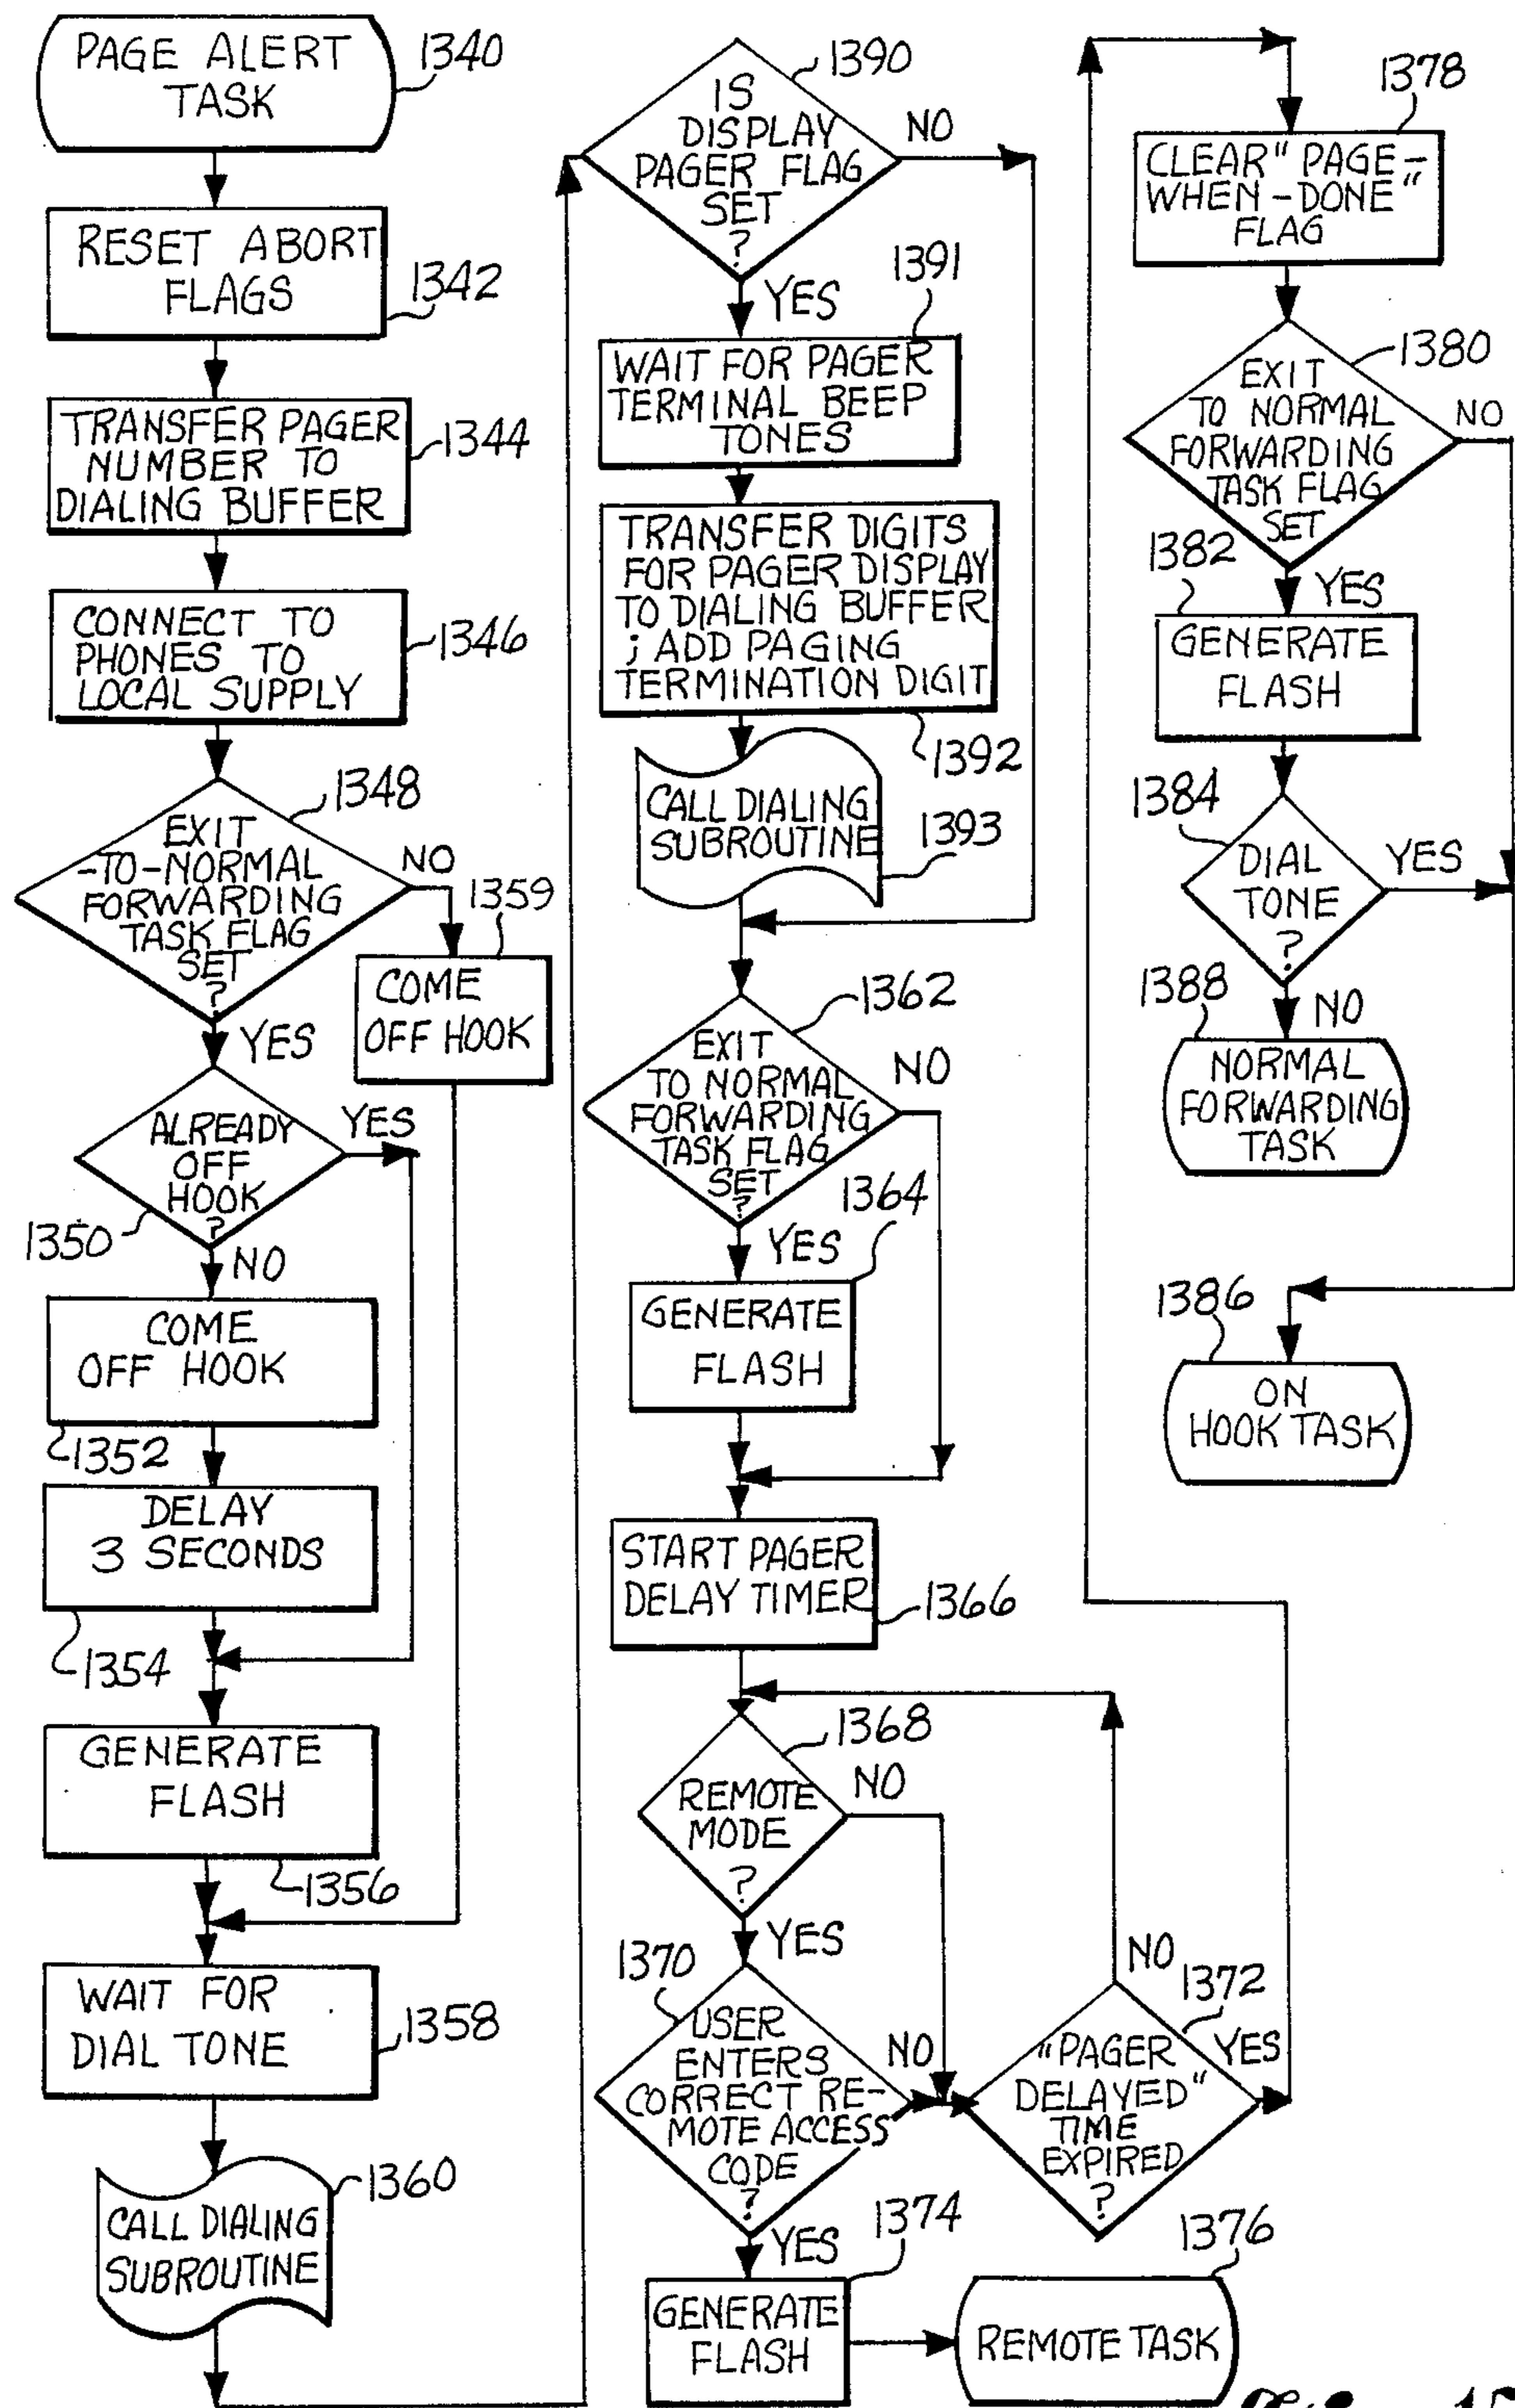 PAGE ALERT
TASK
1340
RESET ABORT
FLAGS
1342
TRANSFER PAGER
NUMBER TO
DIALING BUFFER
1344
CONNECT TO
PHONES TO
LOCAL SUPPLY
1346
1348
EXIT
-TO-NORMAL
FORWARDING
TASK FLAG
SET
?
NO
1359
COME
OFF HOOK
YES
ALREADY
OFF
HOOK
?
YES
1350
NO
COME
OFF HOOK
1352
DELAY
3 SECONDS
1354
GENERATE
FLASH
1356
WAIT FOR
DIAL TONE
1358
1360
CALL DIALING
SUBROUTINE
1390
IS
DISPLAY
PAGER FLAG
SET
?
NO
YES
1391
WAIT FOR PAGER
TERMINAL BEEP
TONES
TRANSFER DIGITS
FOR PAGER DISPLAY
TO DIALING BUFFER
; ADD PAGING
TERMINATION DIGIT
1392
CALL DIALING
SUBROUTINE
1393
1362
EXIT
TO NORMAL
FORWARDING
TASK FLAG
SET
?
NO
YES
1364
GENERATE
FLASH
START PAGER
DELAY TIMER
1366
1368
REMOTE
MODE
?
NO
YES
1370
USER
ENTERS
CORRECT RE-
MOTE ACCESS
CODE
?
NO
NO
1372
"PAGER
DELAYED"
TIME
EXPIRED
?
YES
YES
1374
GENERATE
FLASH
1376
REMOTE TASK
1378
CLEAR "PAGE-
WHEN-DONE"
FLAG
1380
EXIT
TO NORMAL
FORWARDING
TASK FLAG
SET
NO
YES
1382
GENERATE
FLASH
1384
DIAL
TONE
?
YES
NO
1388
NORMAL
FORWARDING
TASK
1386
ON
HOOK TASK